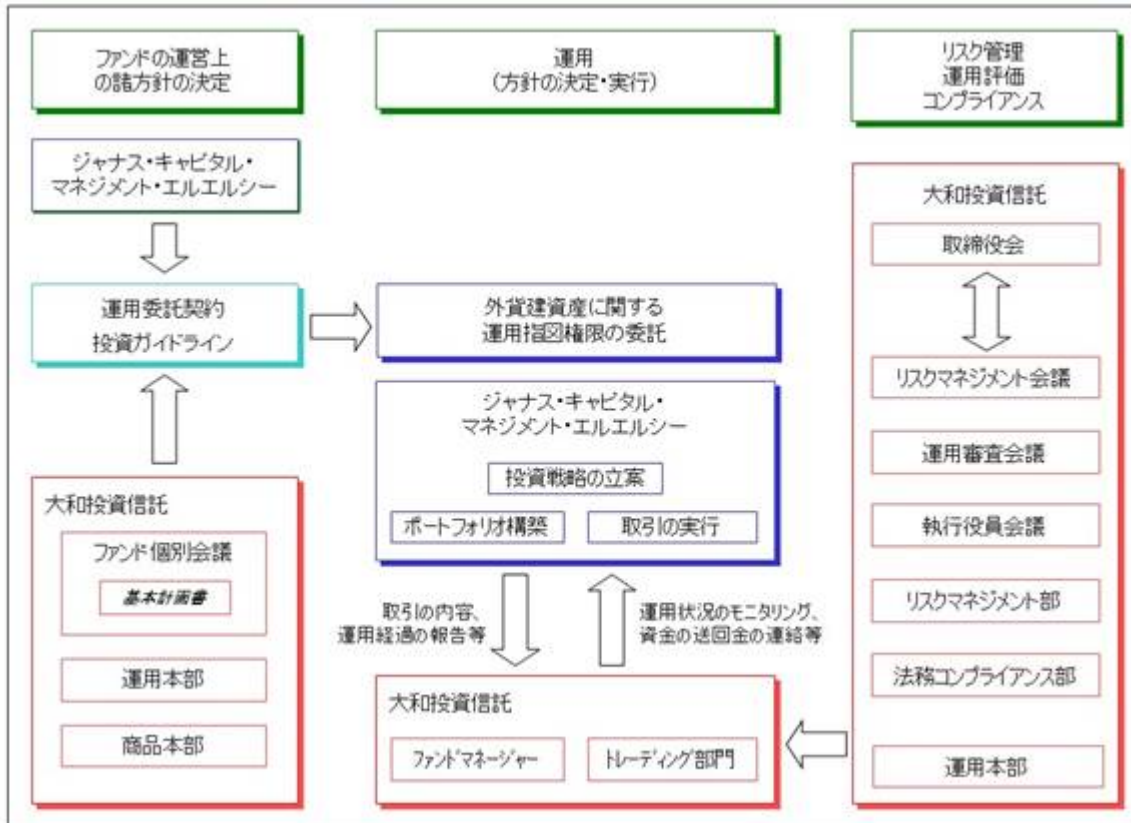 ファンドの運営上
の諸方針の決定
運用
(方針の決定・実行)
リスク管理
運用評価
コンプライアンス
ジャナス・キャピタル・
マネジメント・エルエルシー
運用委託契約
投資ガイドライン
外貨建資産に関する
運用指図権限の委託
ジャナス・キャピタル・
マネジメント・エルエルシー
投資戦略の立案
ポートフォリオ構築
取引の実行
大和投資信託
ファンド個別会議
基本計画書
運用本部
商品本部
取引の内容、
運用経過の報告等
運用状況のモニタリング、
資金の送回金の連絡等
大和投資信託
ファンドマネージャー
トレーディング部門
大和投資信託
取締役会
リスクマネジメント会議
運用審査会議
執行役員会議
リスクマネジメント部
法務コンプライアンス部
運用本部